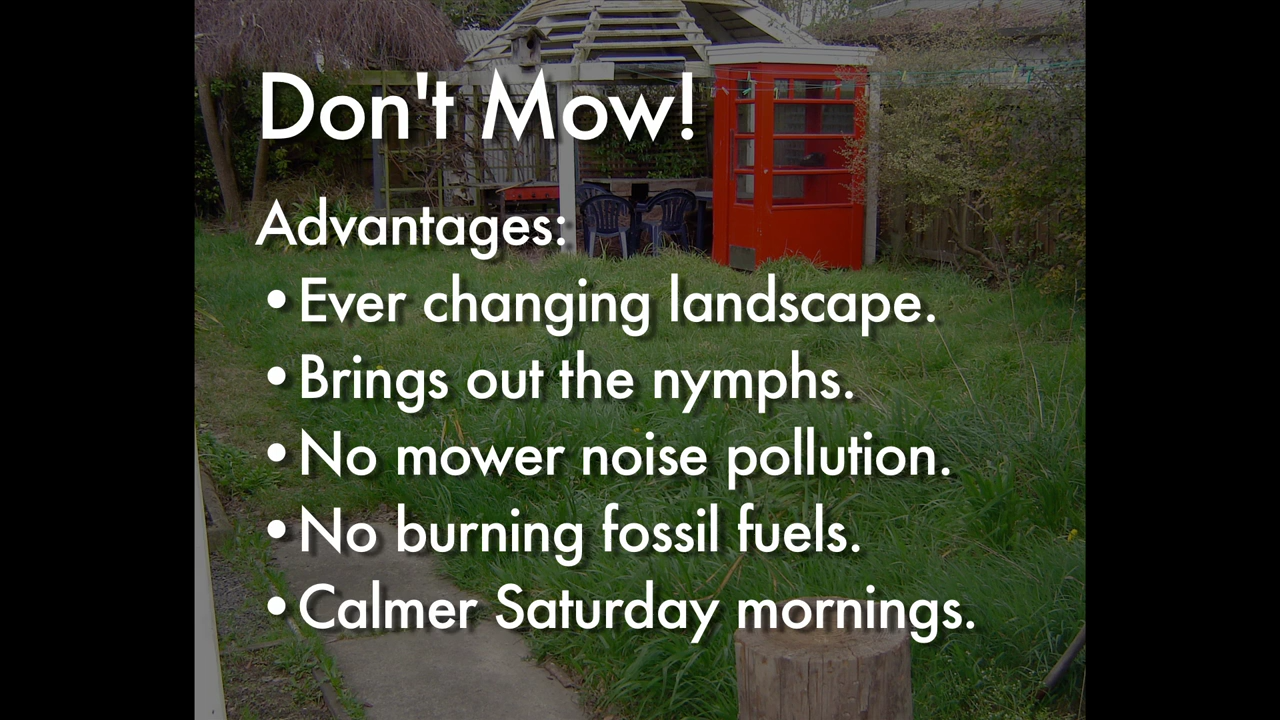 Don't Mow!
Advantages:
•Ever changing landscape.
•Brings out the nymphs.
•No mower noise pollution.
•No burning fossil fuels.
•Calmer Saturday mornings.